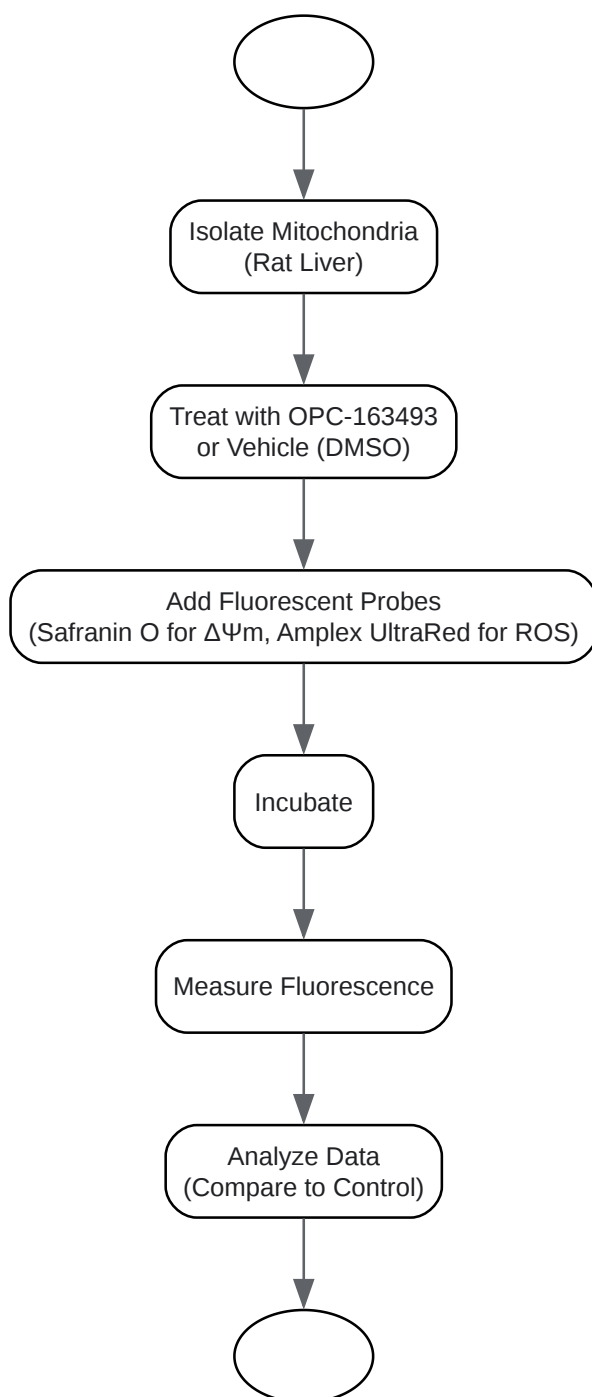 Isolate Mitochondria
(Rat Liver)
Treat with OPC-163493
or Vehicle (DMSO)
Add Fluorescent Probes
(Safranin O for ΔΨm, Amplex UltraRed for ROS)
Incubate
Measure Fluorescence
Analyze Data
(Compare to Control)